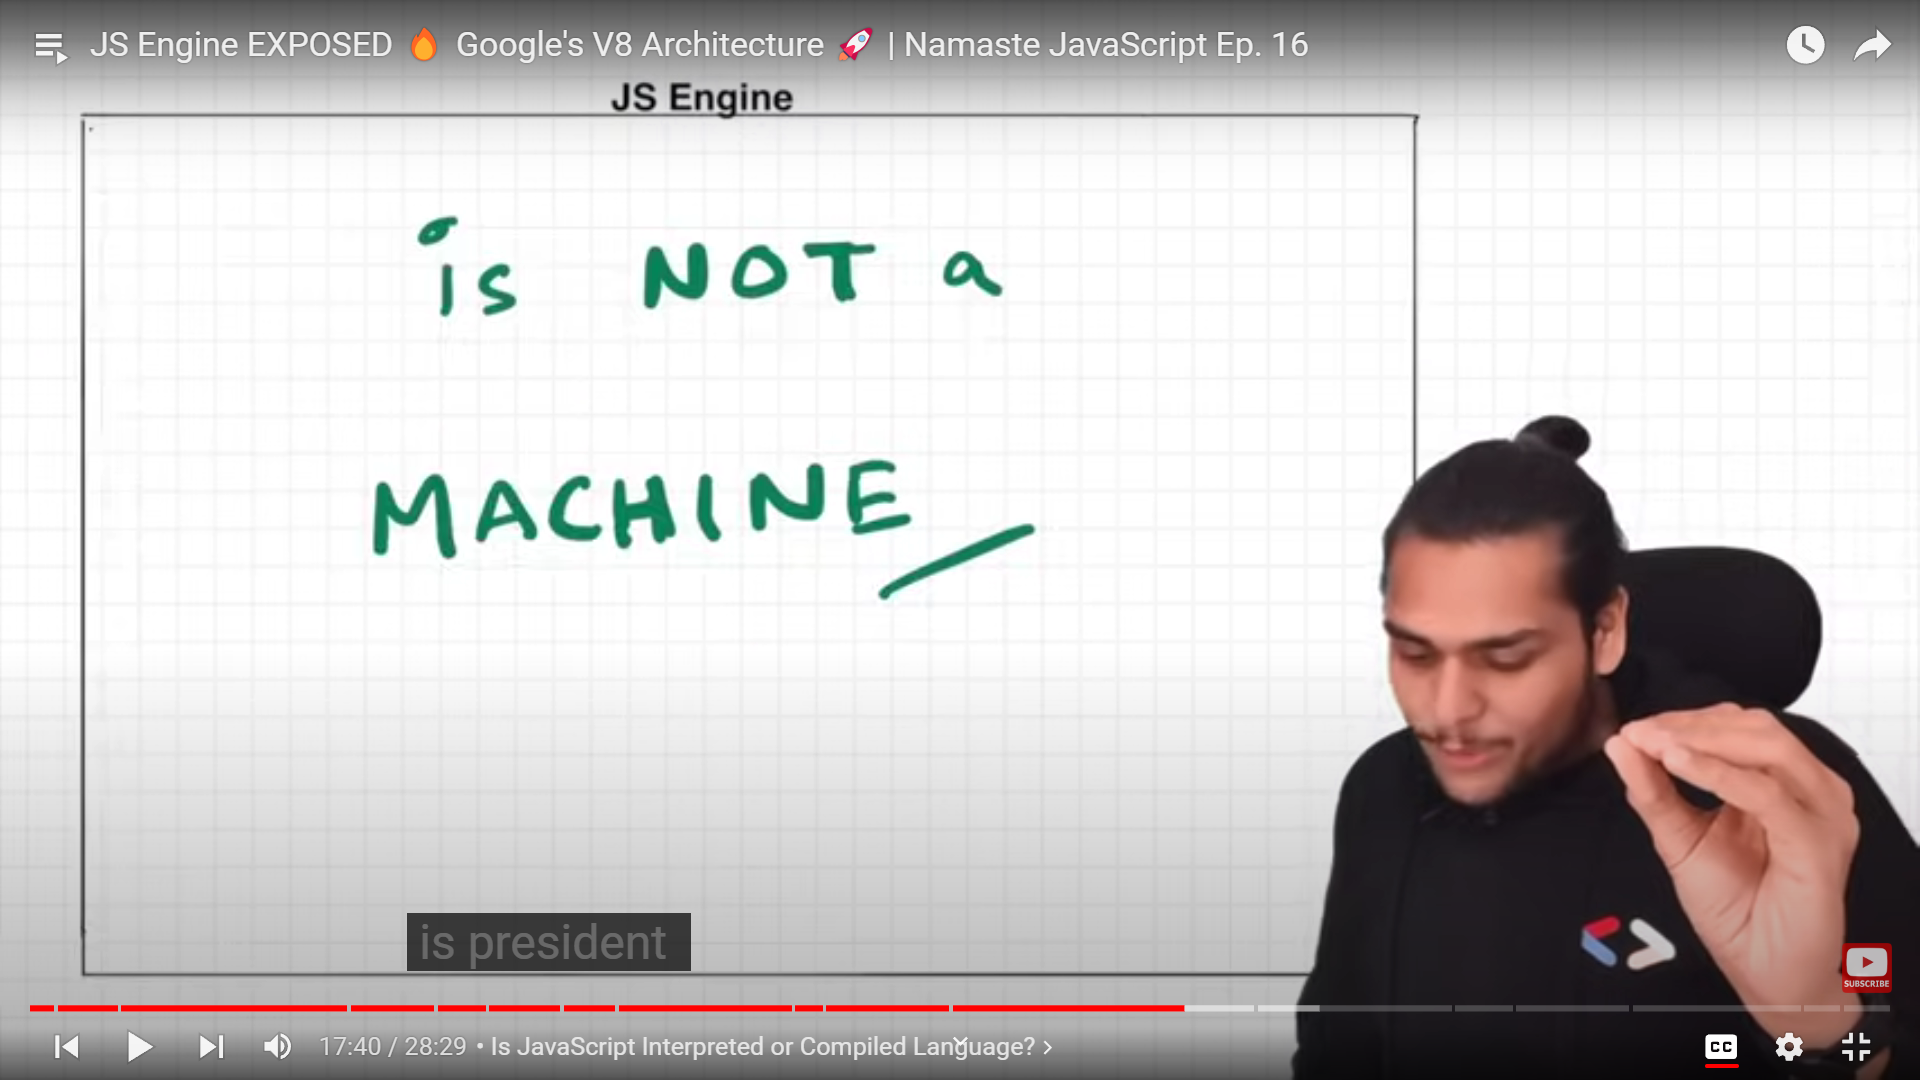 JS Engine EXPOSED 🔥 Google's V8 Architecture 🚀 | Namaste JavaScript Ep. 16
JS Engine
is NOT a
MACHINE
is president
SUBSCRIBE
17:40 / 28:29 • Is JavaScript Interpreted or Compiled Language?
CC